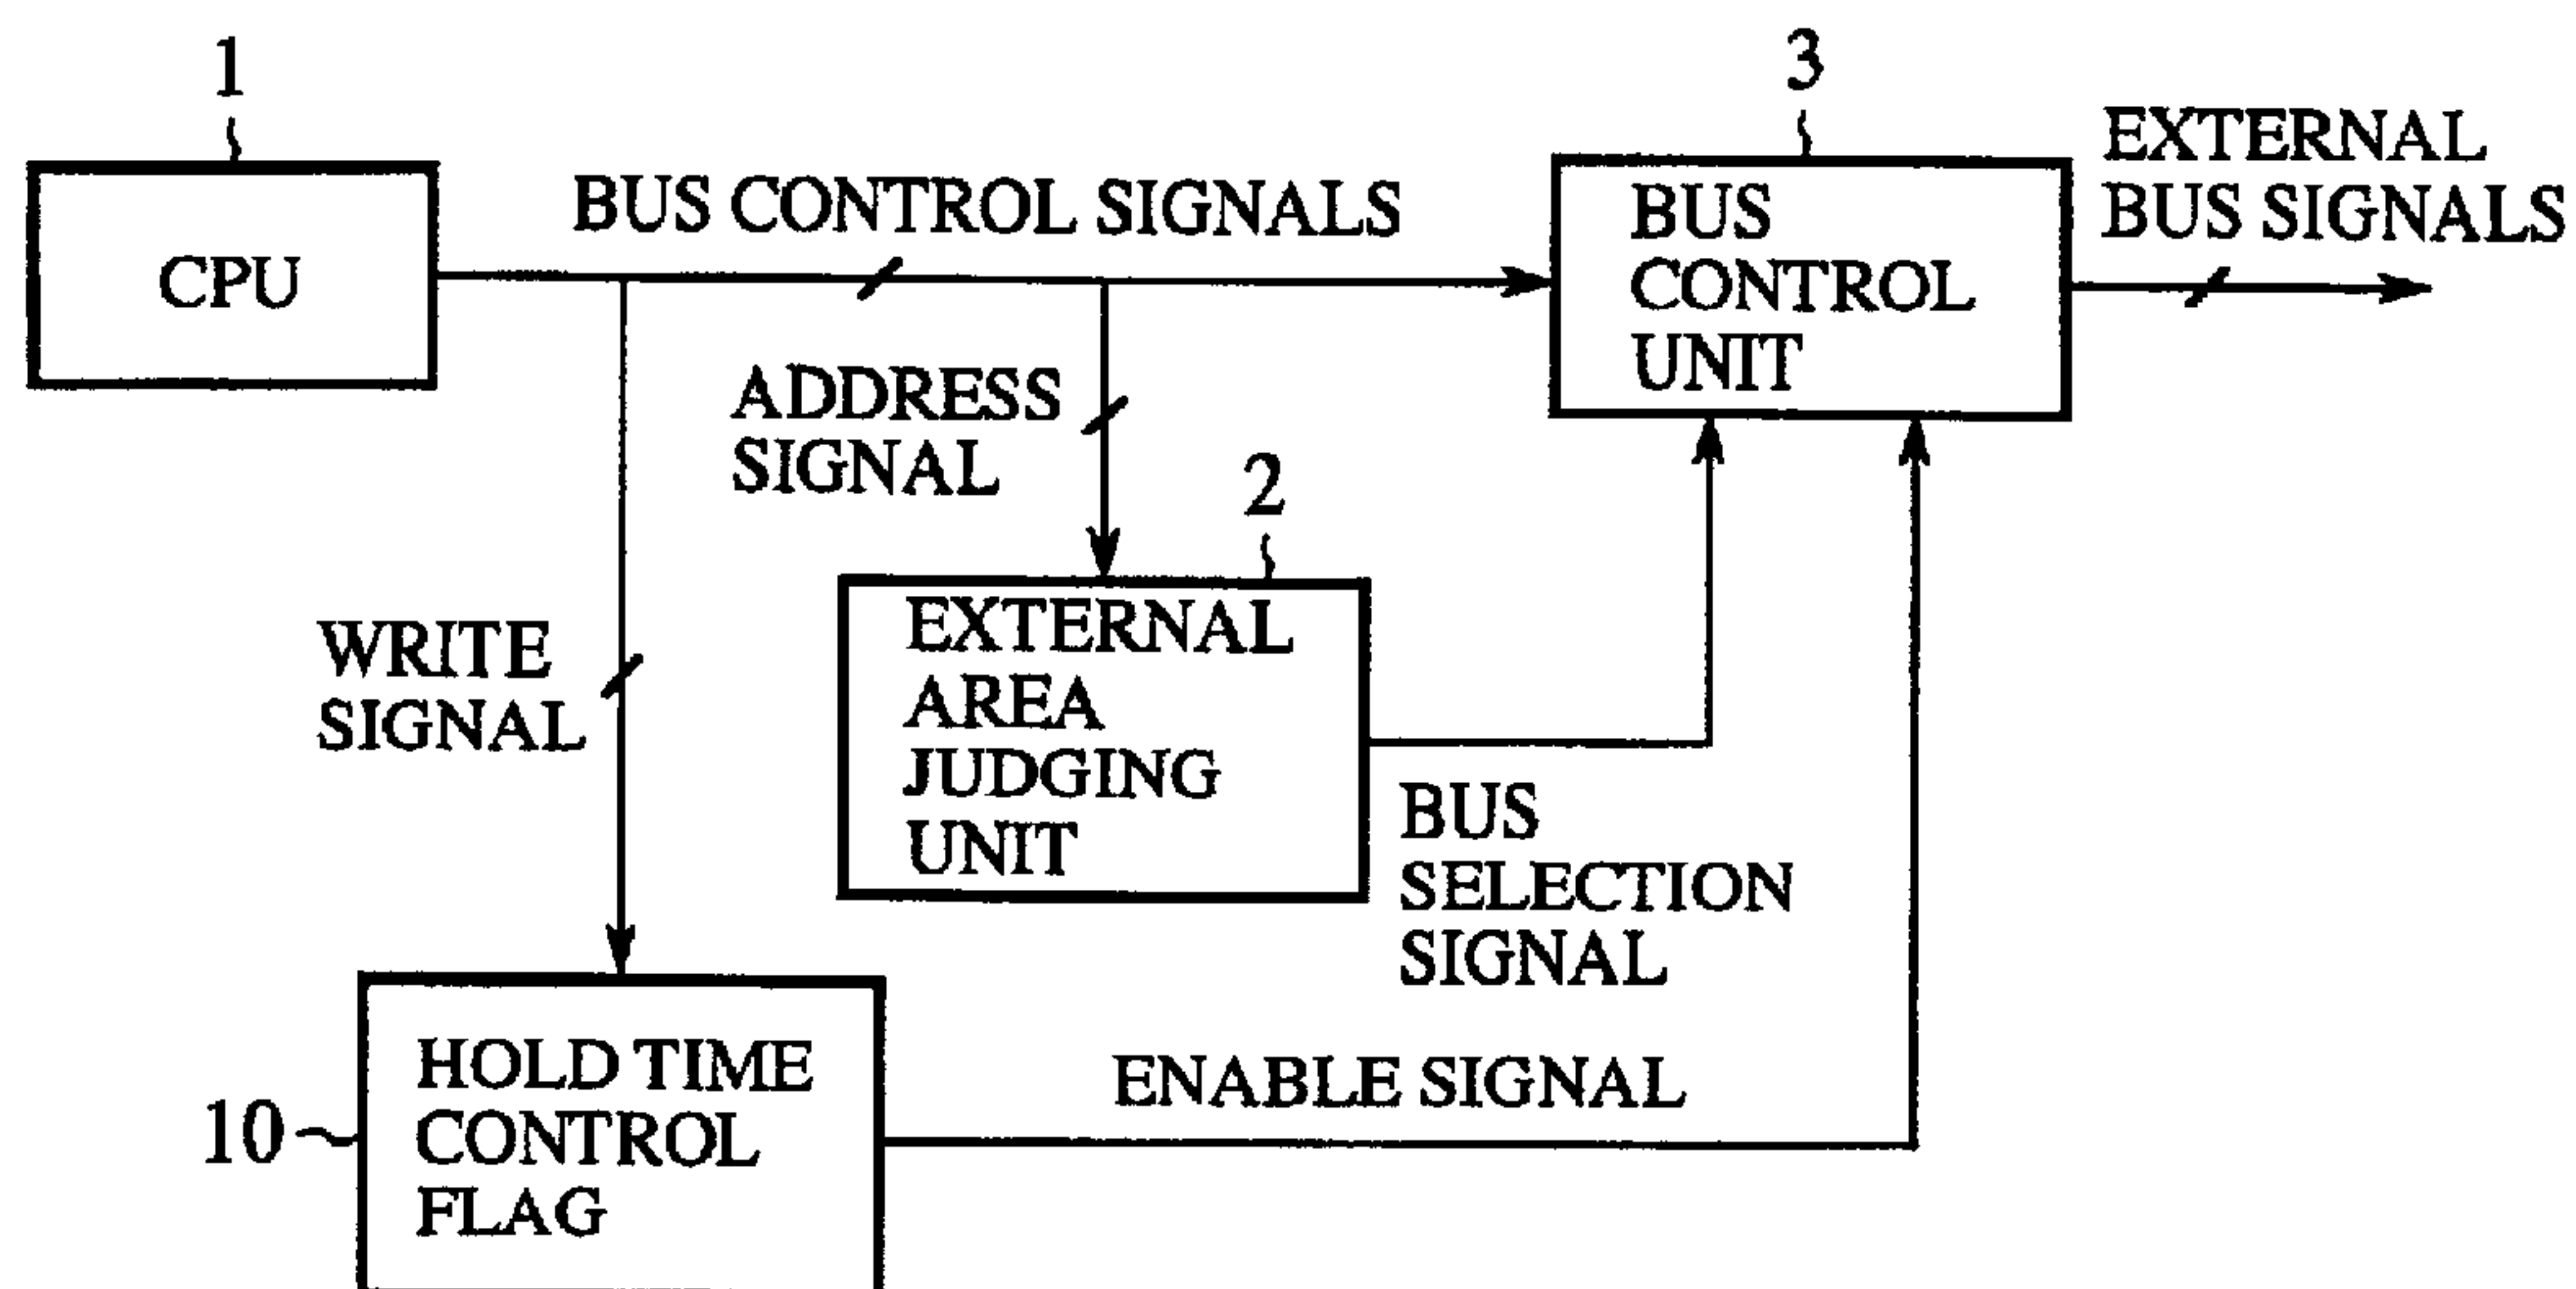 1
3
EXTERNAL
BUS SIGNALS
BUS CONTROL SIGNALS
CPU
BUS
CONTROL
UNIT
ADDRESS
SIGNAL
2
WRITE
SIGNAL
EXTERNAL
AREA
JUDGING
UNIT
BUS
SELECTION
SIGNAL
10
HOLD TIME
CONTROL
FLAG
ENABLE SIGNAL